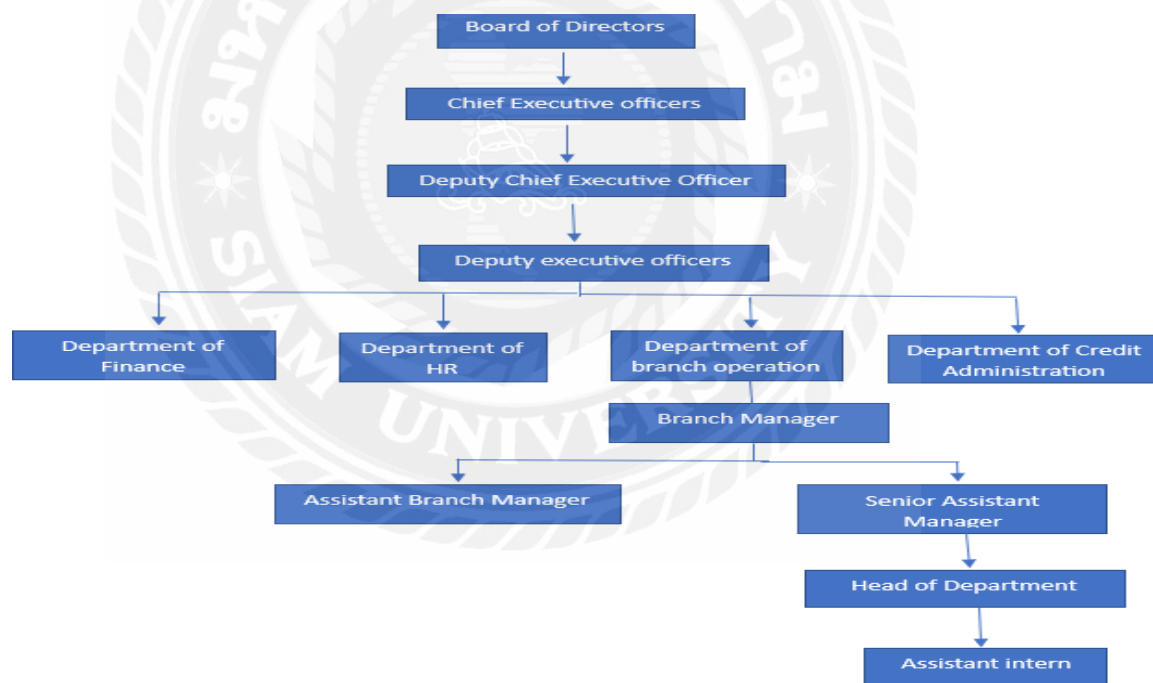 Board of Directors
Chief Executive officers
Deputy Chief Executive Officer
Deputy executive officers
Department of
Finance
Department of
HR
Department of
branch operation
Department of Credit
Administration
Branch Manager
Assistant Branch Manager
Senior Assistant
Manager
Head of Department
Assistant intern
SIAM UNIVERSITY